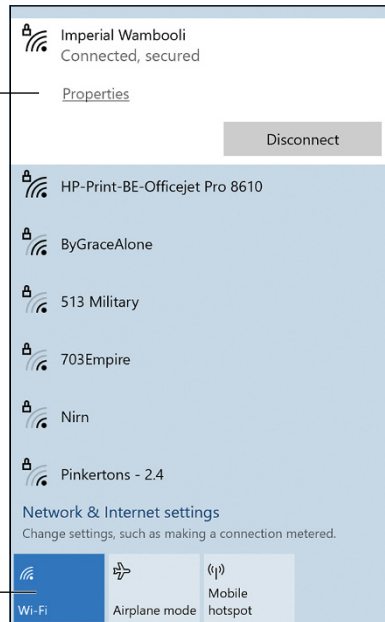 Imperial Wambooli
Connected, secured
Properties
Disconnect
HP-Print-BE-Officejet Pro 8610
ByGraceAlone
513 Military
703Empire
Nirn
Pinkertons - 2.4
Network & Internet settings
Change settings, such as making a connection metered.
Wi-Fi
Airplane mode
Mobile
hotspot